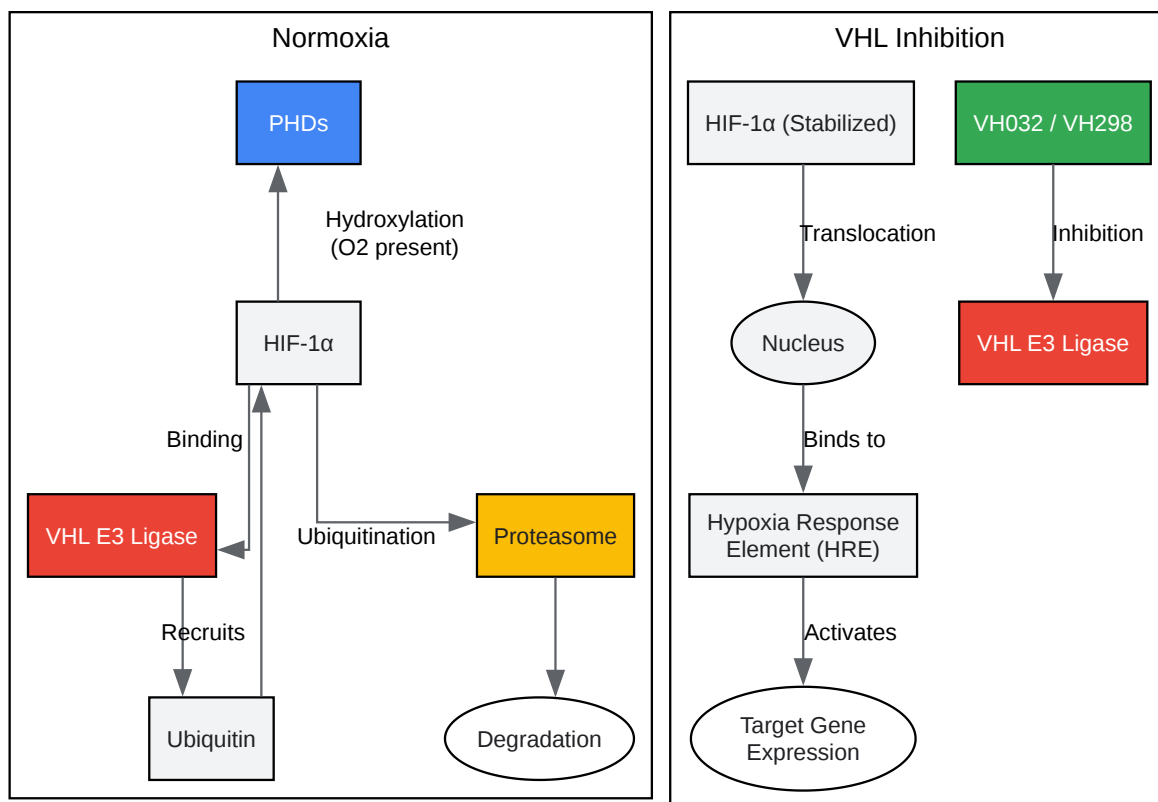 Normoxia
PHDs
Hydroxylation
(O2 present)
HIF-1α
Binding
VHL E3 Ligase
Ubiquitination
Proteasome
Recruits
Ubiquitin
Degradation
VHL Inhibition
HIF-1α (Stabilized)
VH032 / VH298
Translocation
Inhibition
Nucleus
VHL E3 Ligase
Binds to
Hypoxia Response
Element (HRE)
Activates
Target Gene
Expression